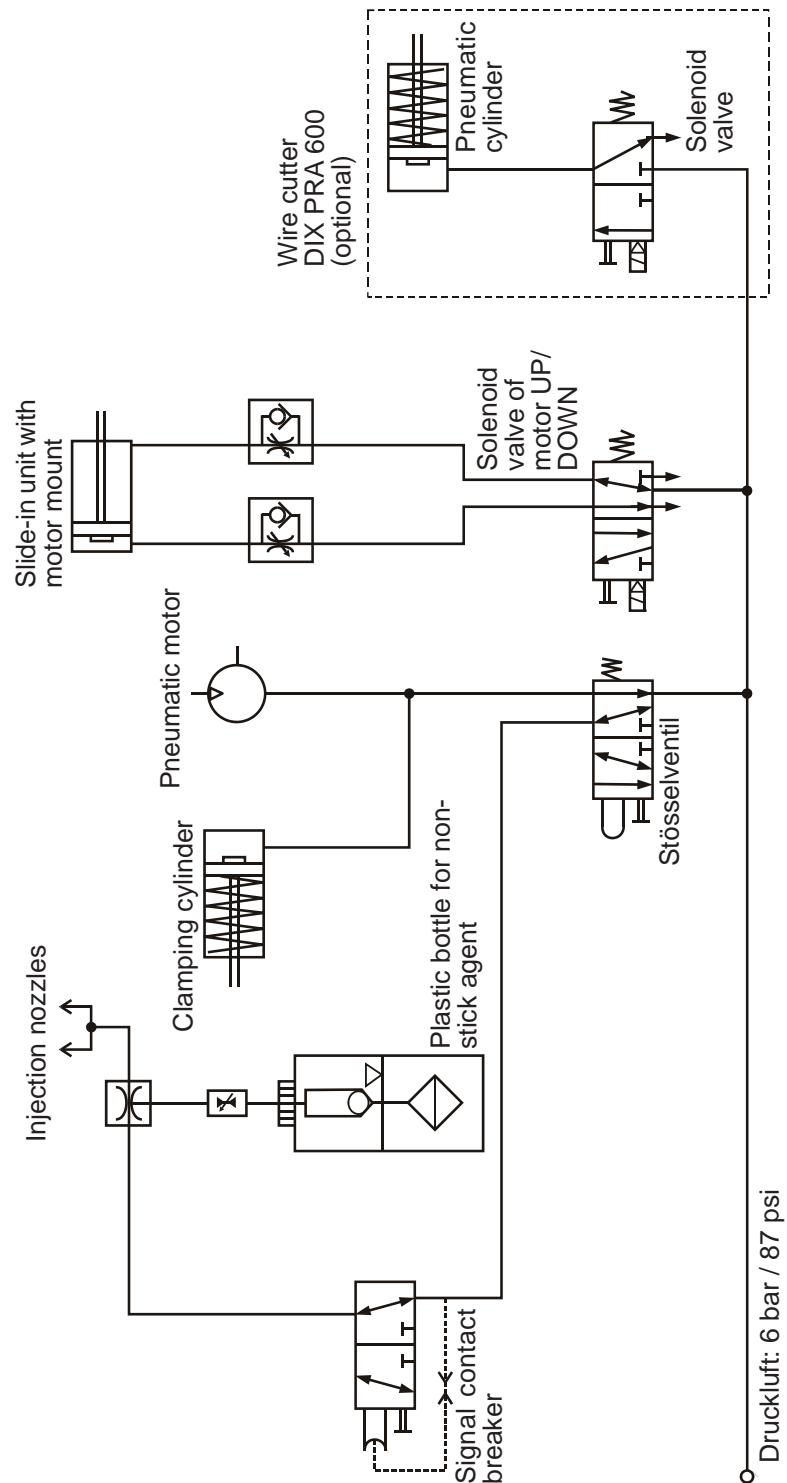 Injection nozzles
Clamping cylinder
Pneumatic motor
Slide-in unit with
motor mount
Wire cutter
DIX PRA 600
(optional)
Pneumatic
cylinder
Solenoid
valve
Solenoid
valve of
motor UP/
DOWN
Plastic bottle for non-
stick agent
Stösselventil
Signal contact
breaker
Druckluft: 6 bar / 87 psi